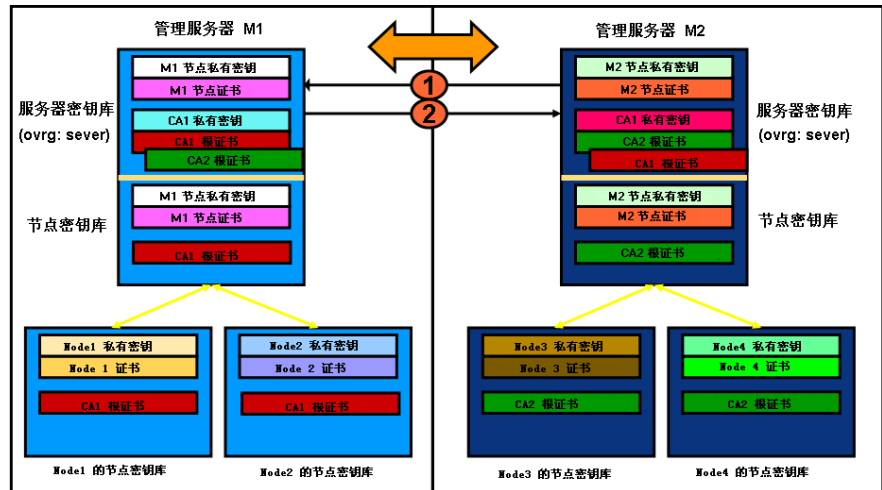 管理服务器 M1
M1 节点私有密钥
M1 节点证书
CA1 私有密钥
CA1 根证书
CA2 根证书
服务器密钥库
(ovrg: sever)
M1 节点私有密钥
M1 节点证书
CA1 根证书
节点密钥库
Node1 私有密钥
Node 1 证书
CA1 根证书
Node1 的节点密钥库
Node2 私有密钥
Node 2 证书
CA1 根证书
Node2 的节点密钥库
1
2
管理服务器 M2
M2 节点私有密钥
M2 节点证书
CA1 私有密钥
CA2 根证书
CA1 根证书
服务器密钥库
(ovrg: sever)
M2 节点私有密钥
M2 节点证书
CA2 根证书
节点密钥库
Node3 私有密钥
Node 3 证书
CA2 根证书
Node3 的节点密钥库
Node4 私有密钥
Node 4 证书
CA2 根证书
Node4 的节点密钥库